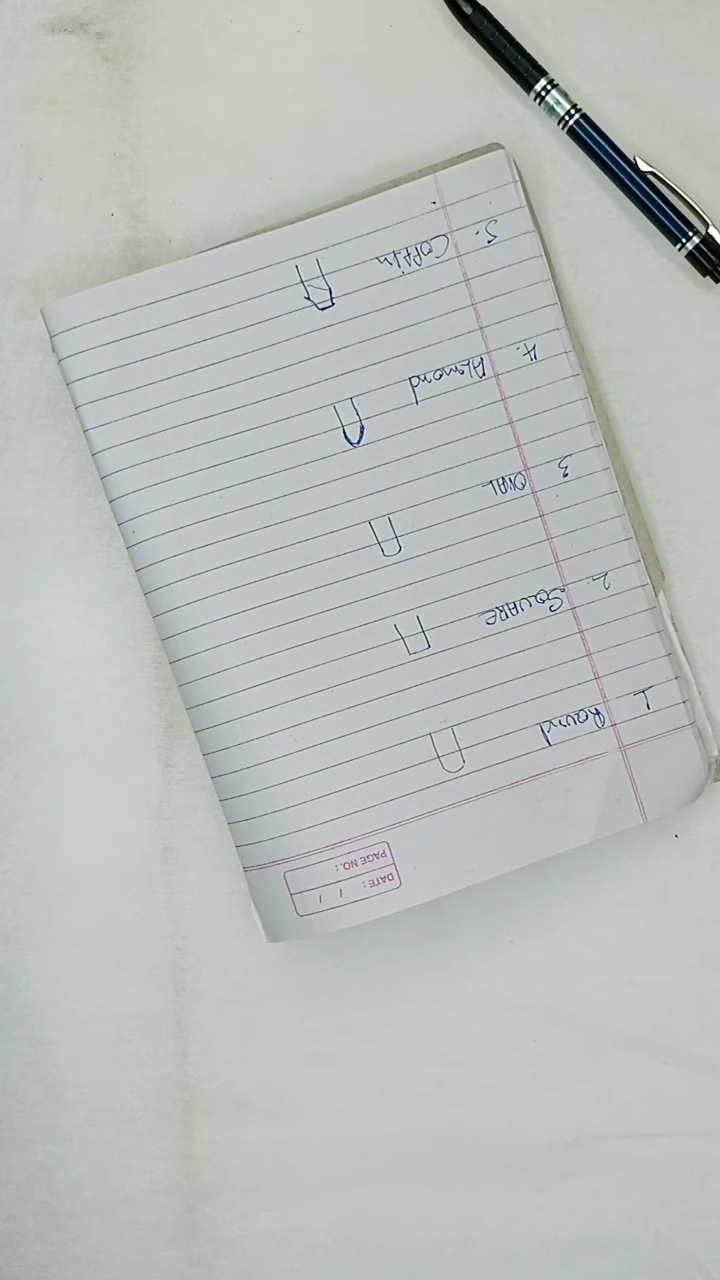 DATE: / /
PAGE NO.:
1 Round
2. SQUARE
3 OVAL
4. ALmond
5. Coffin